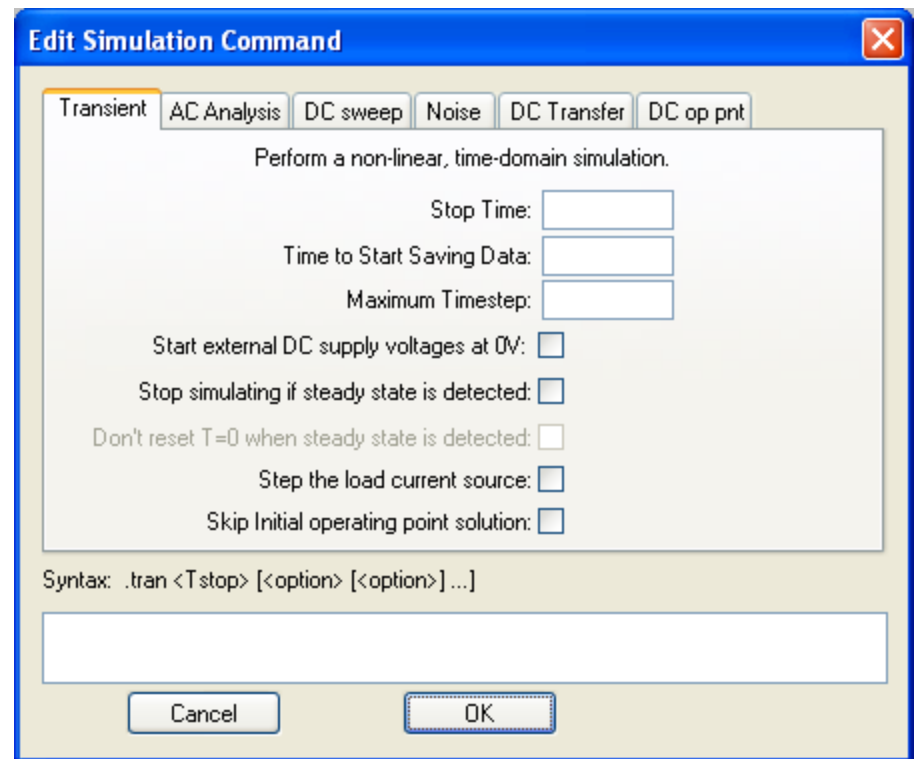 Edit Simulation Command
Transient AC Analysis DC sweep Noise DC Transfer DC op pnt
Perform a non-linear, time-domain simulation.
Stop Time:
Time to Start Saving Data:
Maximum Timestep:
Start external DC supply voltages at 0V:
Stop simulating if steady state is detected:
Don't reset T=0 when steady state is detected:
Step the load current source:
Skip Initial operating point solution:
Syntax: .tran <Tstop> [<option> [<option>] ...]
Cancel OK